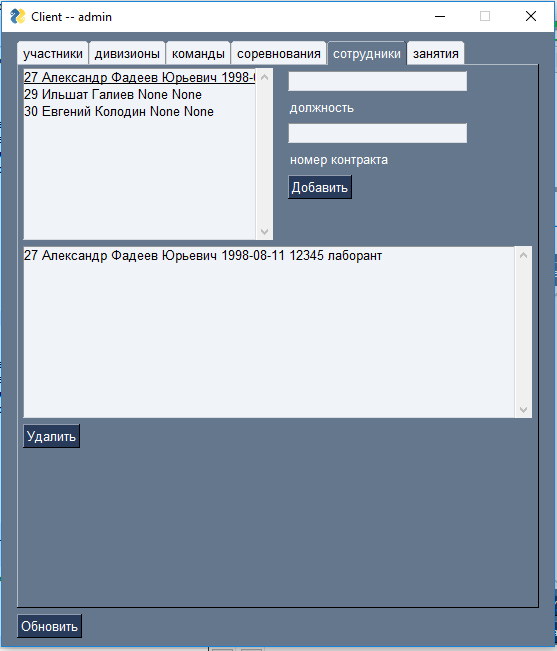 Client -- admin
участники дивизионы команды соревнования сотрудники занятия
27 Александр Фадеев Юрьевич 1998-
29 Ильшат Галиев None None
30 Евгений Колодин None None
должность
номер контракта
Добавить
27 Александр Фадеев Юрьевич 1998-08-11 12345 лаборант
Удалить
Обновить